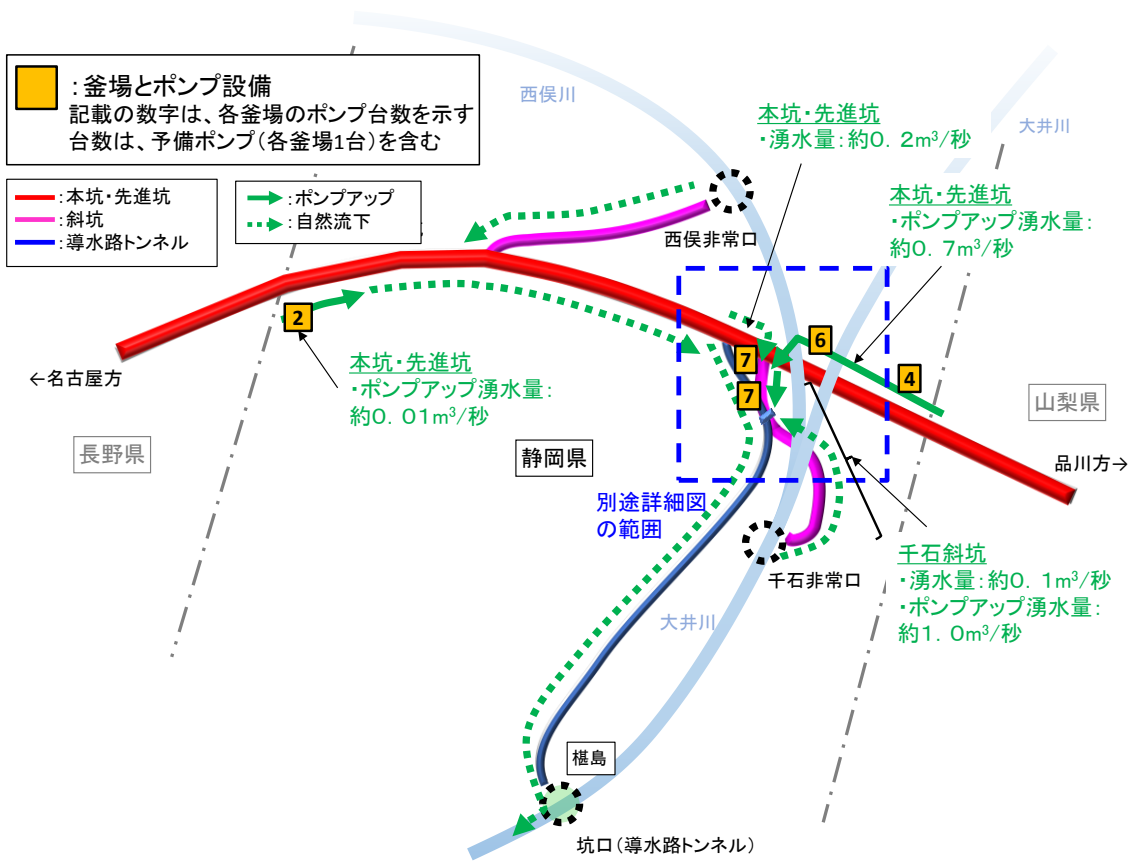 :釜場とポンプ設備
記載の数字は、各釜場のポンプ台数を示す
台数は、予備ポンプ(各釜場1台)を含む
:本坑・先進坑
:斜坑
:導水路トンネル
:ポンプアップ
:自然流下
西俣川
大井川
本坑・先進坑
・湧水量:約0.2m³/秒
本坑・先進坑
・ポンプアップ湧水量:
約0.7m³/秒
西俣非常口
2
6
7
4
7
本坑・先進坑
・ポンプアップ湧水量:
約0.01m³/秒
←名古屋方
長野県
静岡県
山梨県
品川方→
別途詳細図
の範囲
千石非常口
千石斜坑
・湧水量:約0.1m³/秒
・ポンプアップ湧水量:
約1.0m³/秒
大井川
椹島
坑口(導水路トンネル)